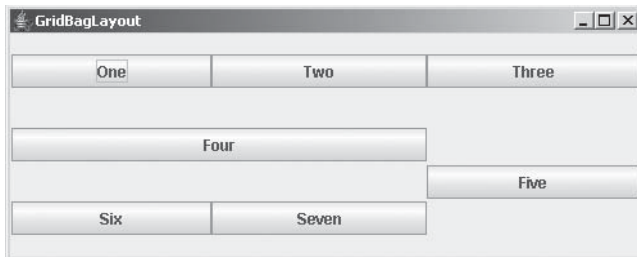 GridBagLayout
One Two Three
Four
Five
Six Seven